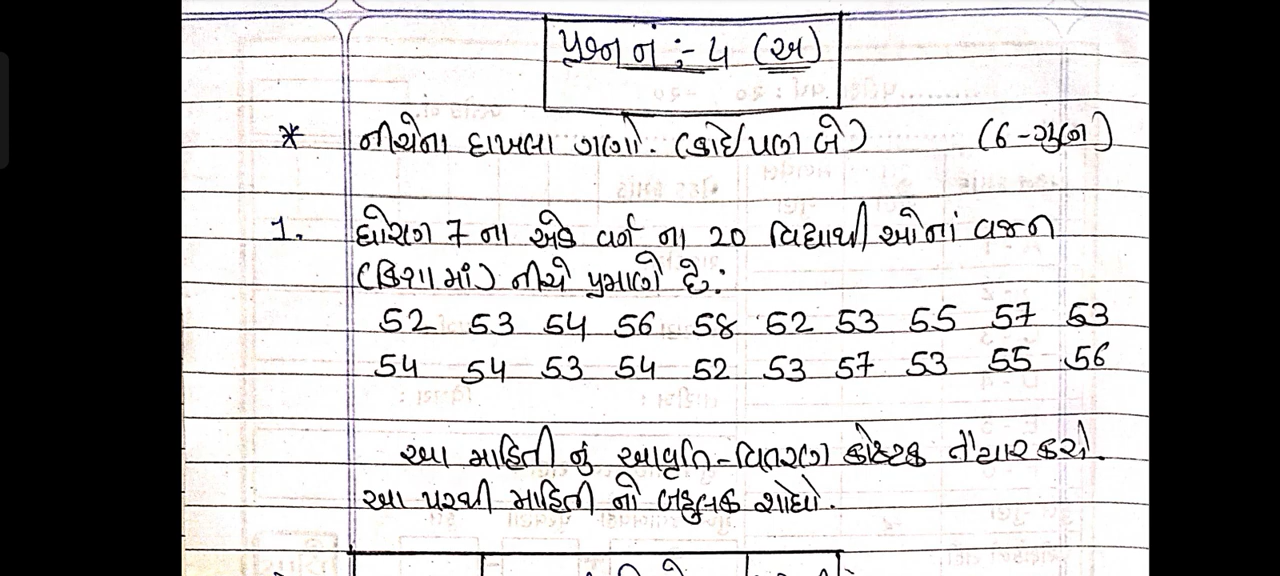 પ્રશ્ન નં :- 4 (અ)
* નીચેના દાખલા ગણો. (કોઈપણ બે) (6-ગુણ)
1. ધોરણ 7 ના એક વર્ગ ના 20 વિદ્યાર્થીઓનાં વજન
(કિગ્રા માં) નીચે પ્રમાણે છે:
52 53 54 56 58 52 53 55 57 53
54 54 53 54 52 53 57 53 55 56
આ માહિતી નું આવૃતિ-વિતરણ કોષ્ટક તૈયાર કરો.
આ પરથી માહિતી નો બહુલક શોધો.